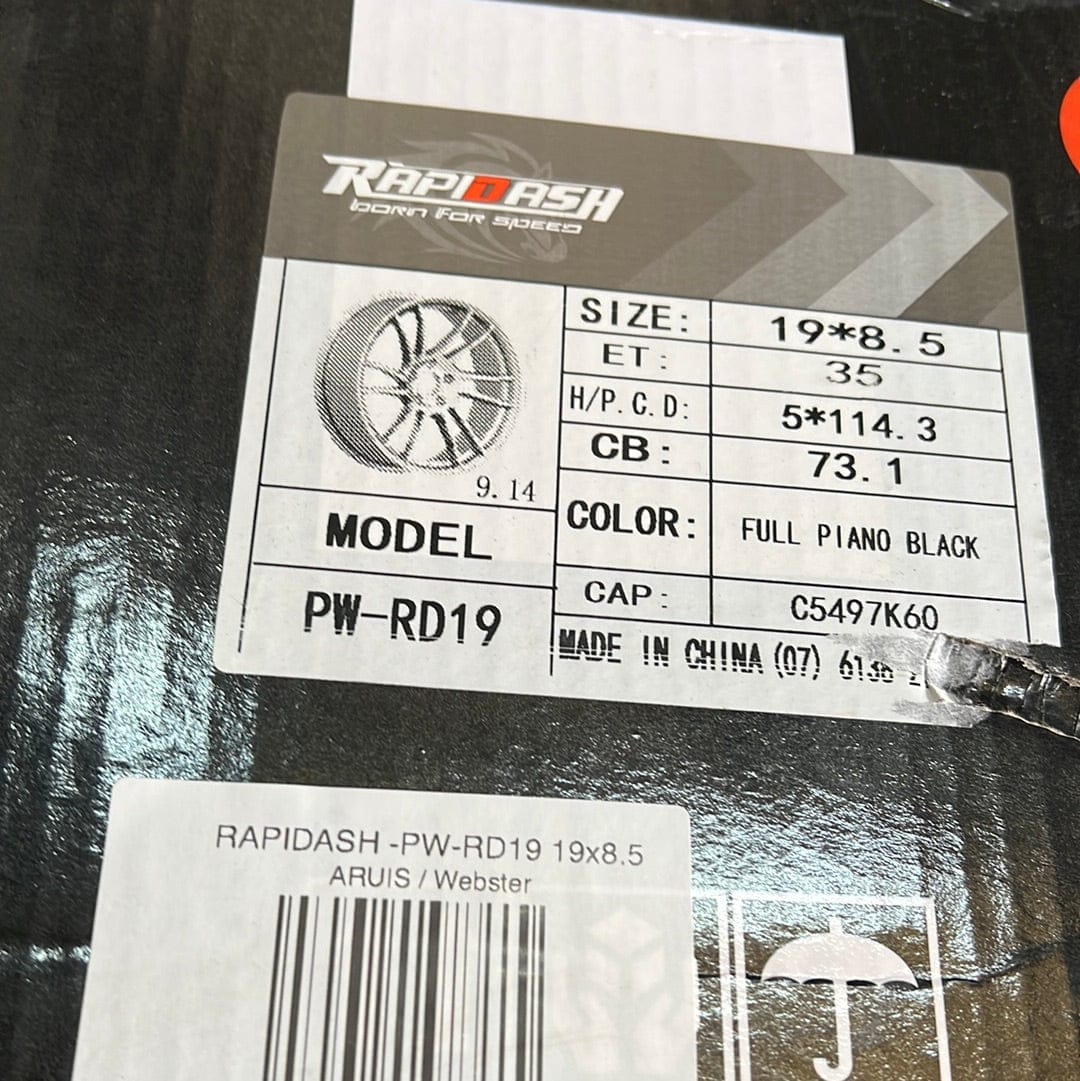 RAPIDASH
BORN FOR SPEED
SIZE: 19*8.5
ET: 35
H/P.C.D: 5*114.3
CB: 73.1
9.14
COLOR: FULL PIANO BLACK
MODEL
CAP: C5497K60
PW-RD19
MADE IN CHINA (07)
RAPIDASH -PW-RD19 19x8.5
ARUIS / Webster